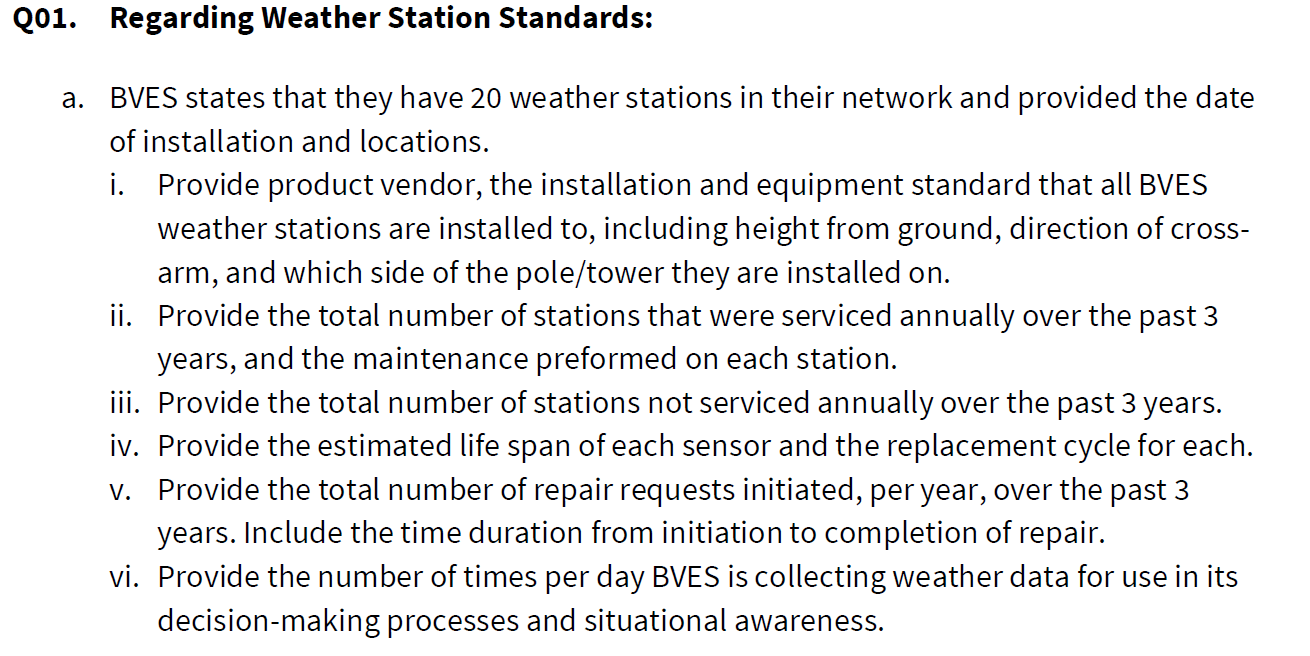 Q01. Regarding Weather Station Standards:
a. BVES states that they have 20 weather stations in their network and provided the date
of installation and locations.
i. Provide product vendor, the installation and equipment standard that all BVES
weather stations are installed to, including height from ground, direction of cross-
arm, and which side of the pole/tower they are installed on.
ii. Provide the total number of stations that were serviced annually over the past 3
years, and the maintenance preformed on each station.
iii. Provide the total number of stations not serviced annually over the past 3 years.
iv. Provide the estimated life span of each sensor and the replacement cycle for each.
v. Provide the total number of repair requests initiated, per year, over the past 3
years. Include the time duration from initiation to completion of repair.
vi. Provide the number of times per day BVES is collecting weather data for use in its
decision-making processes and situational awareness.